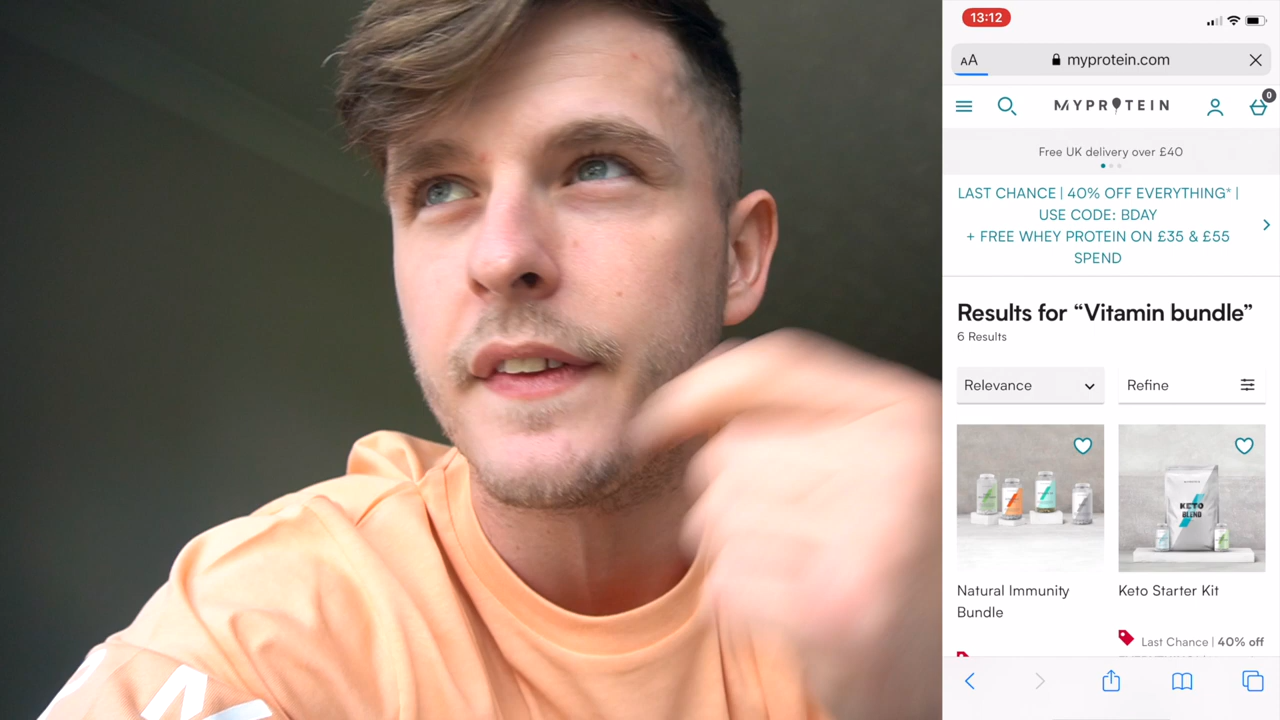 13:12
AA
myprotein.com
MYPROTEIN
0
Free UK delivery over £40
LAST CHANCE | 40% OFF EVERYTHING* |
USE CODE: BDAY
+ FREE WHEY PROTEIN ON £35 & £55
SPEND
Results for “Vitamin bundle”
6 Results
Relevance
Refine
KETO
BLEND
Natural Immunity
Bundle
Keto Starter Kit
Last Chance | 40% off